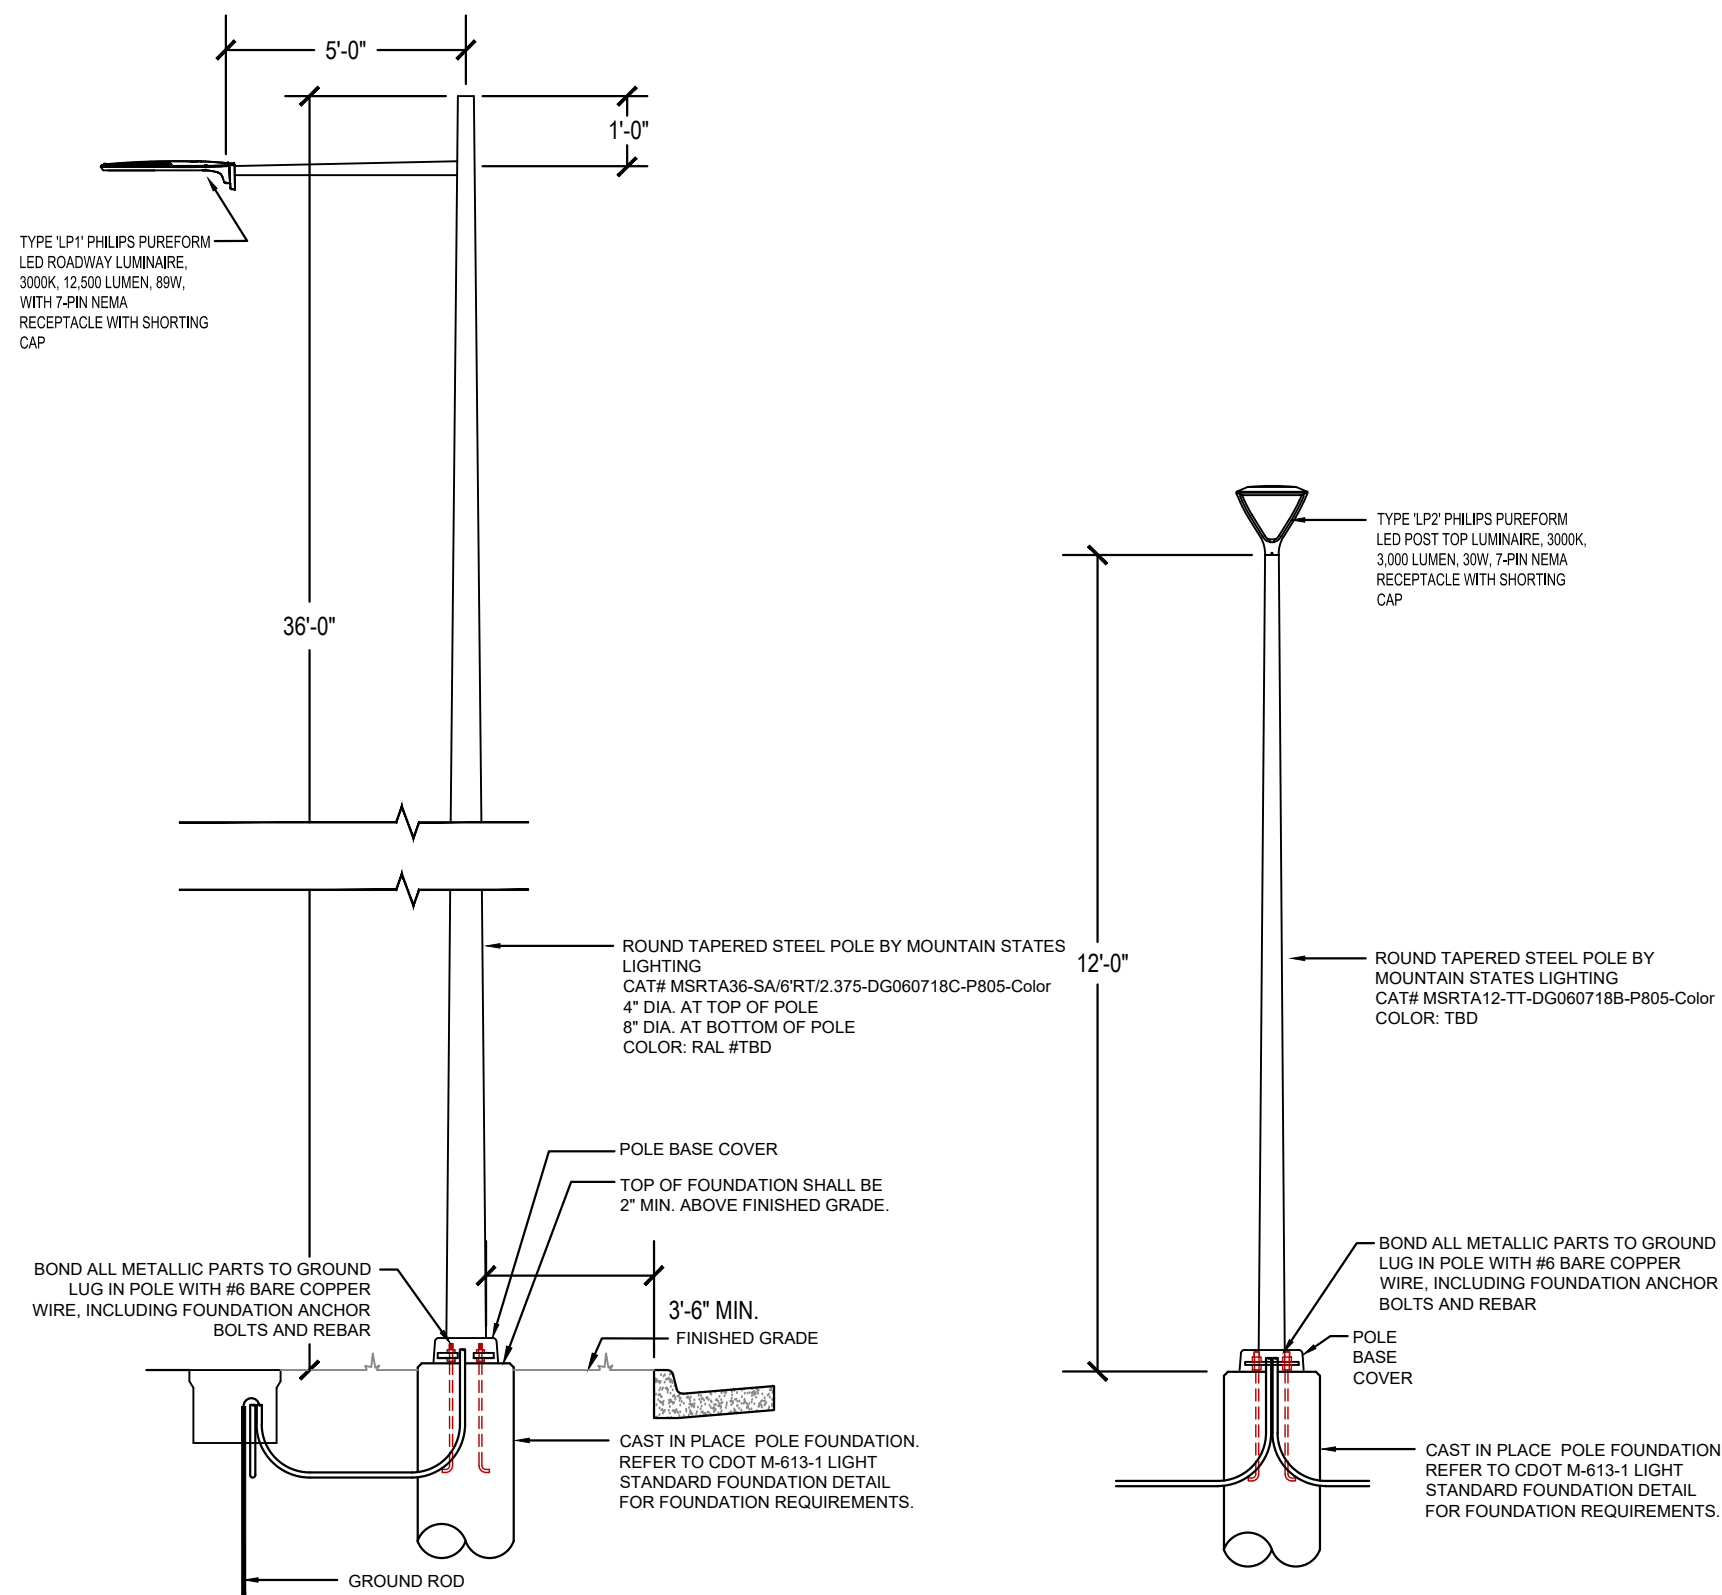 5'-0"
1'-0"
TYPE 'LP1' PHILIPS PUREFORM
LED ROADWAY LUMINAIRE,
3000K, 12,500 LUMEN, 89W,
WITH 7-PIN NEMA
RECEPTACLE WITH SHORTING
CAP
36'-0"
ROUND TAPERED STEEL POLE BY MOUNTAIN STATES
LIGHTING
CAT# MSRTA36-SA/6'RT/2.375-DG060718C-P805-Color
4" DIA. AT TOP OF POLE
8" DIA. AT BOTTOM OF POLE
COLOR: RAL #TBD
POLE BASE COVER
TOP OF FOUNDATION SHALL BE
2" MIN. ABOVE FINISHED GRADE.
BOND ALL METALLIC PARTS TO GROUND
LUG IN POLE WITH #6 BARE COPPER
WIRE, INCLUDING FOUNDATION ANCHOR
BOLTS AND REBAR
3'-6" MIN.
FINISHED GRADE
CAST IN PLACE POLE FOUNDATION.
REFER TO CDOT M-613-1 LIGHT
STANDARD FOUNDATION DETAIL
FOR FOUNDATION REQUIREMENTS.
GROUND ROD
TYPE 'LP2' PHILIPS PUREFORM
LED POST TOP LUMINAIRE, 3000K,
3,000 LUMEN, 30W, 7-PIN NEMA
RECEPTACLE WITH SHORTING
CAP
12'-0"
ROUND TAPERED STEEL POLE BY
MOUNTAIN STATES LIGHTING
CAT# MSRTA12-TT-DG060718B-P805-Color
COLOR: TBD
BOND ALL METALLIC PARTS TO GROUND
LUG IN POLE WITH #6 BARE COPPER
WIRE, INCLUDING FOUNDATION ANCHOR
BOLTS AND REBAR
POLE
BASE
COVER
CAST IN PLACE POLE FOUNDATION
REFER TO CDOT M-613-1 LIGHT
STANDARD FOUNDATION DETAIL
FOR FOUNDATION REQUIREMENTS.